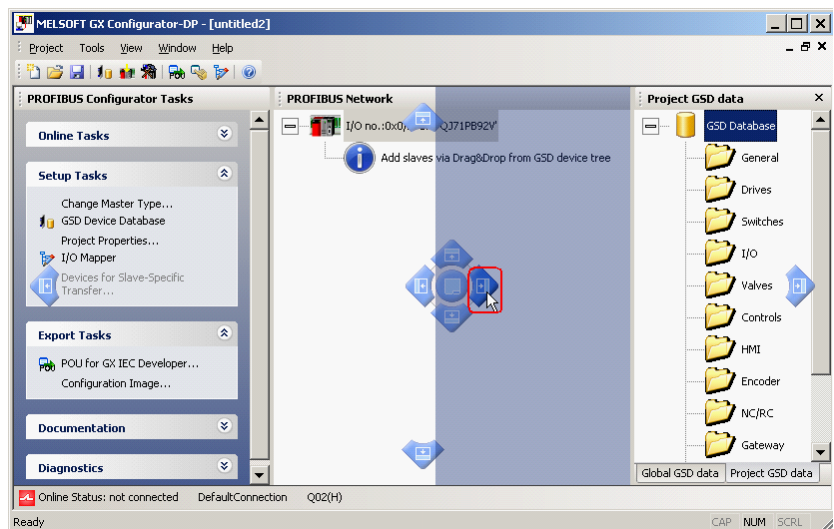 MELSOFT GX Configurator-DP - [untitled2]
Project Tools View Window Help
PROFIBUS Configurator Tasks
Online Tasks
Setup Tasks
Change Master Type...
GSD Device Database
Project Properties...
I/O Mapper
Devices for Slave-Specific
Transfer...
Export Tasks
POU for GX IEC Developer...
Configuration Image...
Documentation
Diagnostics
PROFIBUS Network
I/O no.:0x0/ QJ71PB92V'
Add slaves via Drag&Drop from GSD device tree
Project GSD data
GSD Database
General
Drives
Switches
I/O
Valves
Controls
HMI
Encoder
NC/RC
Gateway
Global GSD data Project GSD data
Online Status: not connected DefaultConnection Q02(H)
Ready CAP NUM SCRL